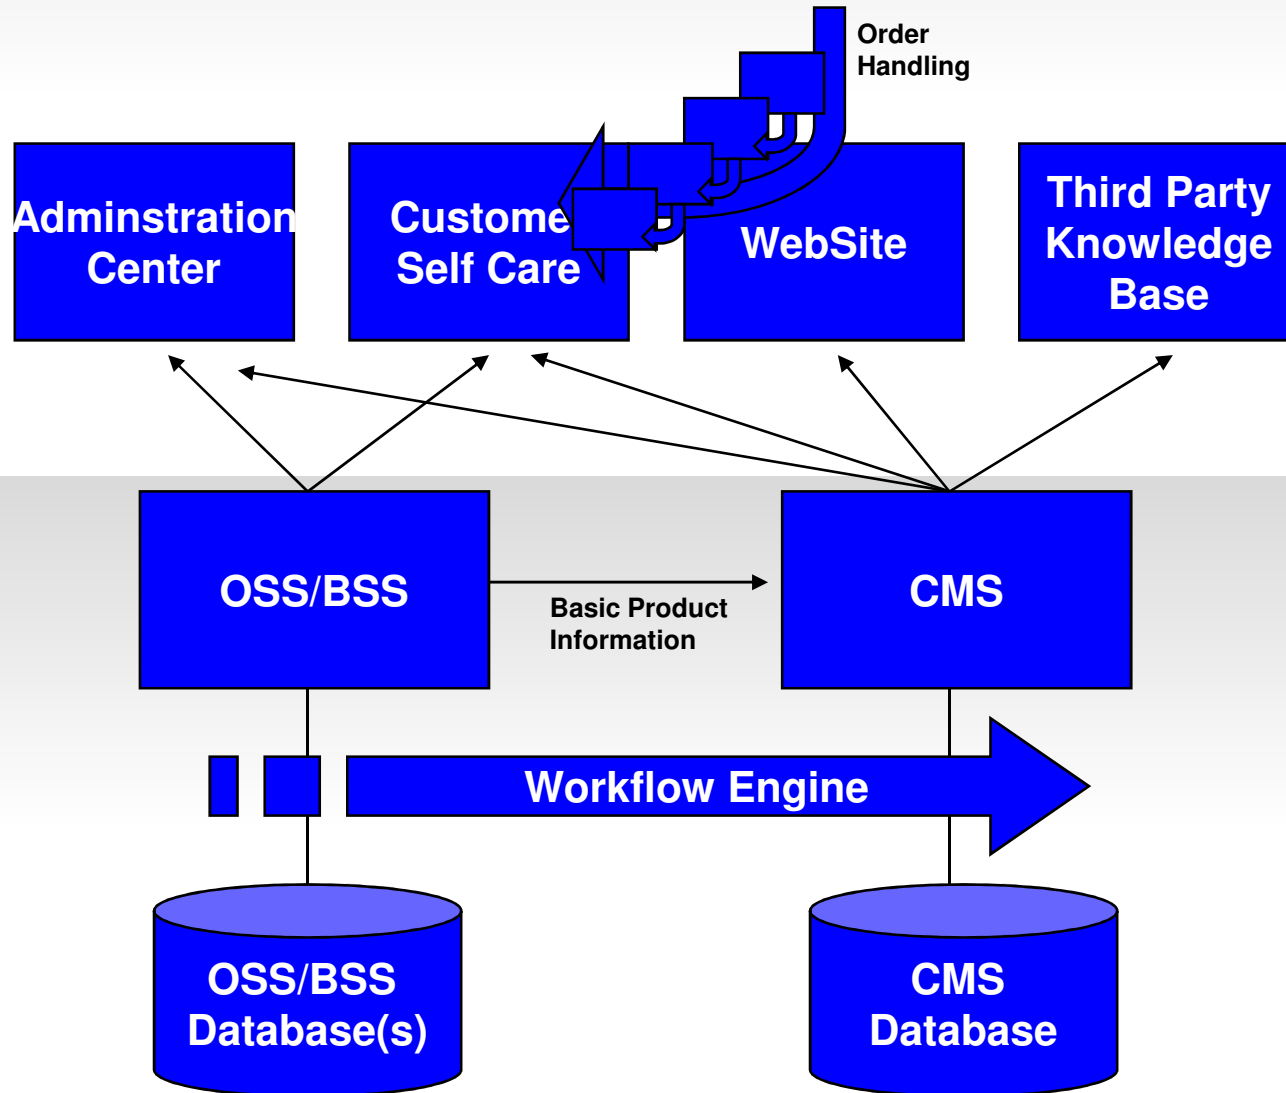 Order
Handling
Adminstration
Center
Custome
Self Care
WebSite
Third Party
Knowledge
Base
OSS/BSS
Basic Product
Information
CMS
Workflow Engine
OSS/BSS
Database(s)
CMS
Database